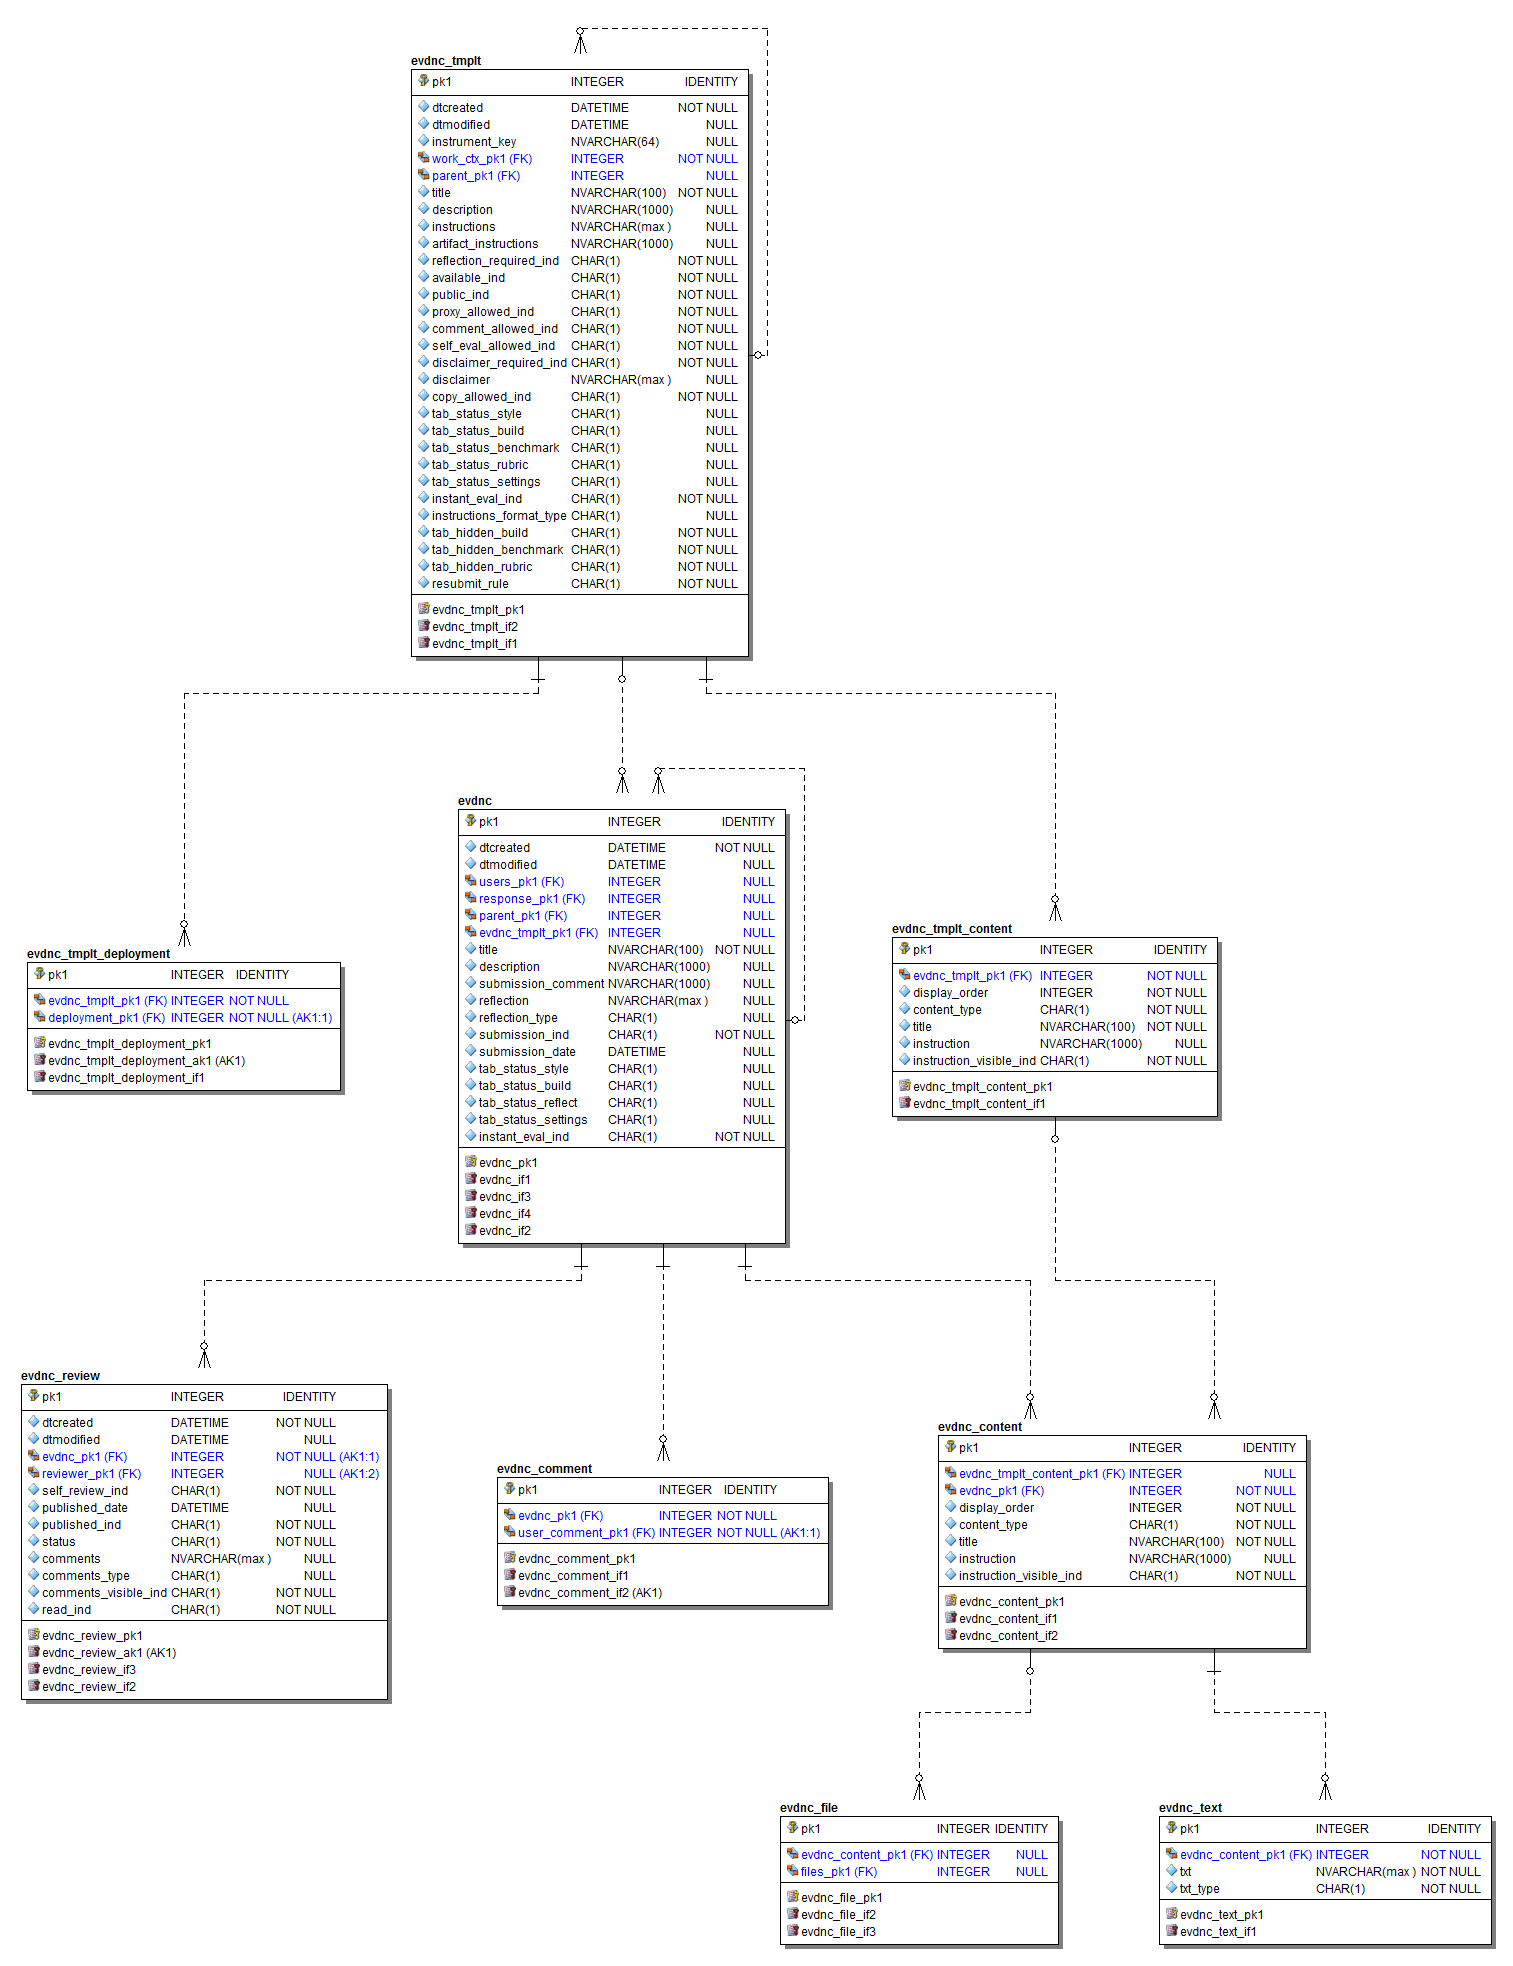 evdnc_tmplt
pk1 INTEGER IDENTITY
dtcreated DATETIME NOT NULL
dtmodified DATETIME NULL
instrument_key NVARCHAR(64) NULL
work_ctx_pk1 (FK) INTEGER NOT NULL
parent_pk1 (FK) INTEGER NULL
title NVARCHAR(100) NOT NULL
description NVARCHAR(1000) NULL
instructions NVARCHAR(max ) NULL
artifact_instructions NVARCHAR(1000) NULL
reflection_required_ind CHAR(1) NOT NULL
available_ind CHAR(1) NOT NULL
public_ind CHAR(1) NOT NULL
proxy_allowed_ind CHAR(1) NOT NULL
comment_allowed_ind CHAR(1) NOT NULL
self_eval_allowed_ind CHAR(1) NOT NULL
disclaimer_required_ind CHAR(1) NOT NULL
disclaimer NVARCHAR(max ) NULL
copy_allowed_ind CHAR(1) NOT NULL
tab_status_style CHAR(1) NULL
tab_status_build CHAR(1) NULL
tab_status_benchmark CHAR(1) NULL
tab_status_rubric CHAR(1) NULL
tab_status_settings CHAR(1) NULL
instant_eval_ind CHAR(1) NOT NULL
instructions_format_type CHAR(1) NULL
tab_hidden_build CHAR(1) NOT NULL
tab_hidden_benchmark CHAR(1) NOT NULL
tab_hidden_rubric CHAR(1) NOT NULL
resubmit_rule CHAR(1) NOT NULL
evdnc_tmplt_pk1
evdnc_tmplt_if2
evdnc_tmplt_if1
evdnc
pk1 INTEGER IDENTITY
dtcreated DATETIME NOT NULL
dtmodified DATETIME NULL
users_pk1 (FK) INTEGER NULL
response_pk1 (FK) INTEGER NULL
parent_pk1 (FK) INTEGER NULL
evdnc_tmplt_pk1 (FK) INTEGER NULL
title NVARCHAR(100) NOT NULL
description NVARCHAR(1000) NULL
submission_comment NVARCHAR(1000) NULL
reflection NVARCHAR(max ) NULL
reflection_type CHAR(1) NULL
submission_ind CHAR(1) NOT NULL
submission_date DATETIME NULL
tab_status_style CHAR(1) NULL
tab_status_build CHAR(1) NULL
tab_status_reflect CHAR(1) NULL
tab_status_settings CHAR(1) NULL
instant_eval_ind CHAR(1) NOT NULL
evdnc_pk1
evdnc_if1
evdnc_if3
evdnc_if4
evdnc_if2
evdnc_tmplt_deployment
pk1 INTEGER IDENTITY
evdnc_tmplt_pk1 (FK) INTEGER NOT NULL
deployment_pk1 (FK) INTEGER NOT NULL (AK1:1)
evdnc_tmplt_deployment_pk1
evdnc_tmplt_deployment_ak1 (AK1)
evdnc_tmplt_deployment_if1
evdnc_tmplt_content
pk1 INTEGER IDENTITY
evdnc_tmplt_pk1 (FK) INTEGER NOT NULL
display_order INTEGER NOT NULL
content_type CHAR(1) NOT NULL
title NVARCHAR(100) NOT NULL
instruction NVARCHAR(1000) NULL
instruction_visible_ind CHAR(1) NOT NULL
evdnc_tmplt_content_pk1
evdnc_tmplt_content_if1
evdnc_review
pk1 INTEGER IDENTITY
dtcreated DATETIME NOT NULL
dtmodified DATETIME NULL
evdnc_pk1 (FK) INTEGER NOT NULL (AK1:1)
reviewer_pk1 (FK) INTEGER NULL (AK1:2)
self_review_ind CHAR(1) NOT NULL
published_date DATETIME NULL
published_ind CHAR(1) NOT NULL
status CHAR(1) NOT NULL
comments NVARCHAR(max ) NULL
comments_type CHAR(1) NULL
comments_visible_ind CHAR(1) NOT NULL
read_ind CHAR(1) NOT NULL
evdnc_review_pk1
evdnc_review_ak1 (AK1)
evdnc_review_if3
evdnc_review_if2
evdnc_comment
pk1 INTEGER IDENTITY
evdnc_pk1 (FK) INTEGER NOT NULL
user_comment_pk1 (FK) INTEGER NOT NULL (AK1:1)
evdnc_comment_pk1
evdnc_comment_if1
evdnc_comment_if2 (AK1)
evdnc_content
pk1 INTEGER IDENTITY
evdnc_tmplt_content_pk1 (FK) INTEGER NULL
evdnc_pk1 (FK) INTEGER NOT NULL
display_order INTEGER NOT NULL
content_type CHAR(1) NOT NULL
title NVARCHAR(100) NOT NULL
instruction NVARCHAR(1000) NULL
instruction_visible_ind CHAR(1) NOT NULL
evdnc_content_pk1
evdnc_content_if1
evdnc_content_if2
evdnc_file
pk1 INTEGER IDENTITY
evdnc_content_pk1 (FK) INTEGER NULL
files_pk1 (FK) INTEGER NULL
evdnc_file_pk1
evdnc_file_if2
evdnc_file_if3
evdnc_text
pk1 INTEGER IDENTITY
evdnc_content_pk1 (FK) INTEGER NOT NULL
txt NVARCHAR(max ) NOT NULL
txt_type CHAR(1) NOT NULL
evdnc_text_pk1
evdnc_text_if1